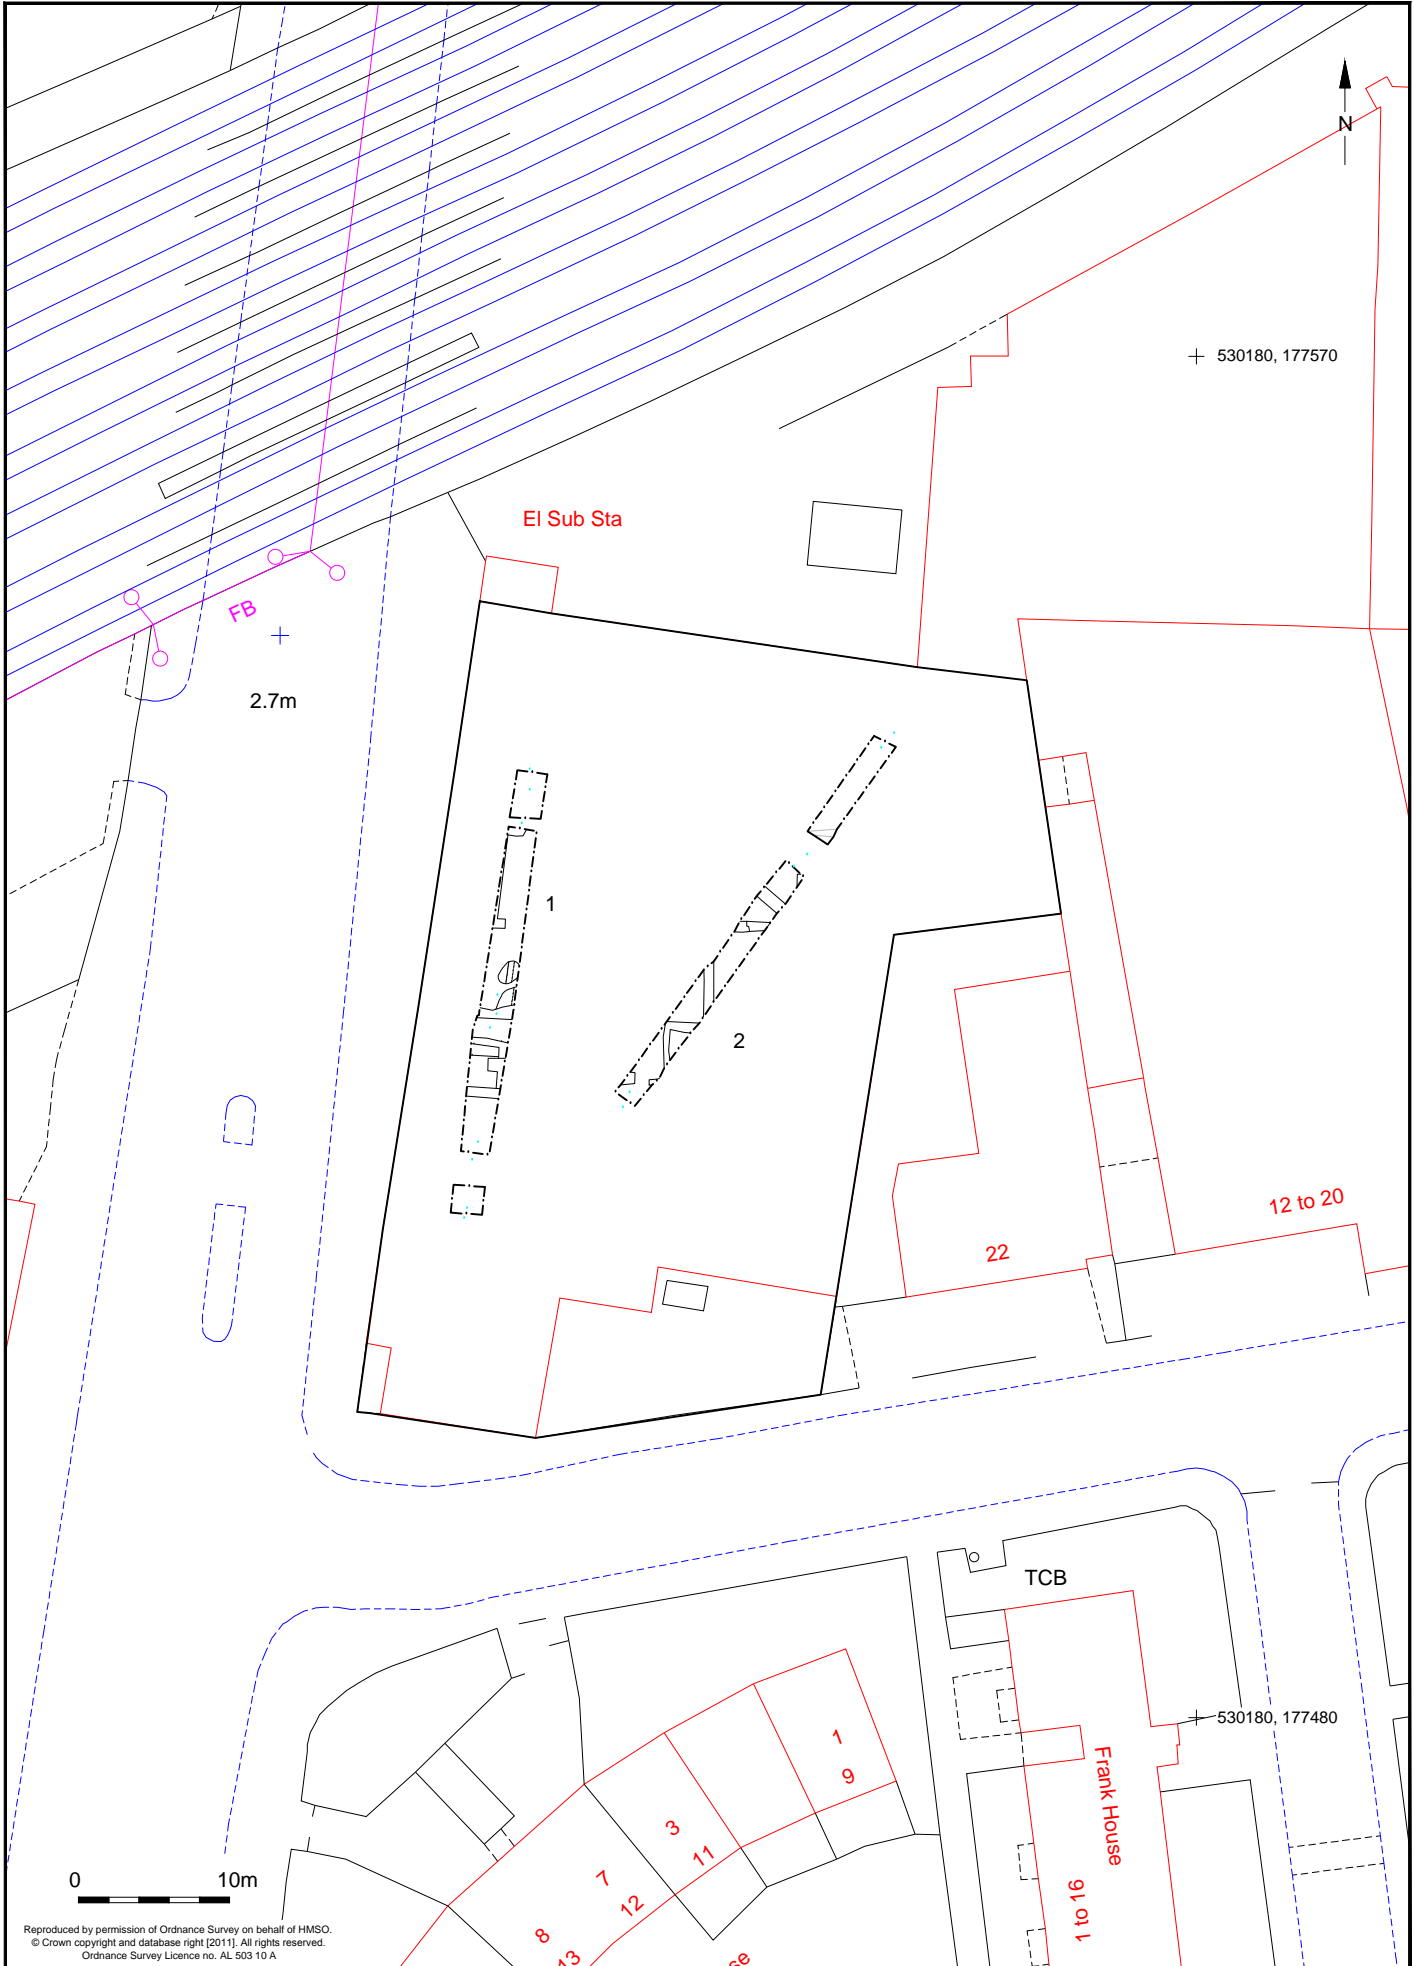 N
530180, 177570
El Sub Sta
FB
2.7m
1
2
12 to 20
22
TCB
530180, 177480
1
9
Frank House
3
11
7
12
1 to 16
8
13
se
0 10m
Reproduced by permission of Ordnance Survey on behalf of HMSO.
© Crown copyright and database right [2011]. All rights reserved.
Ordnance Survey Licence no. AL 503 10 A